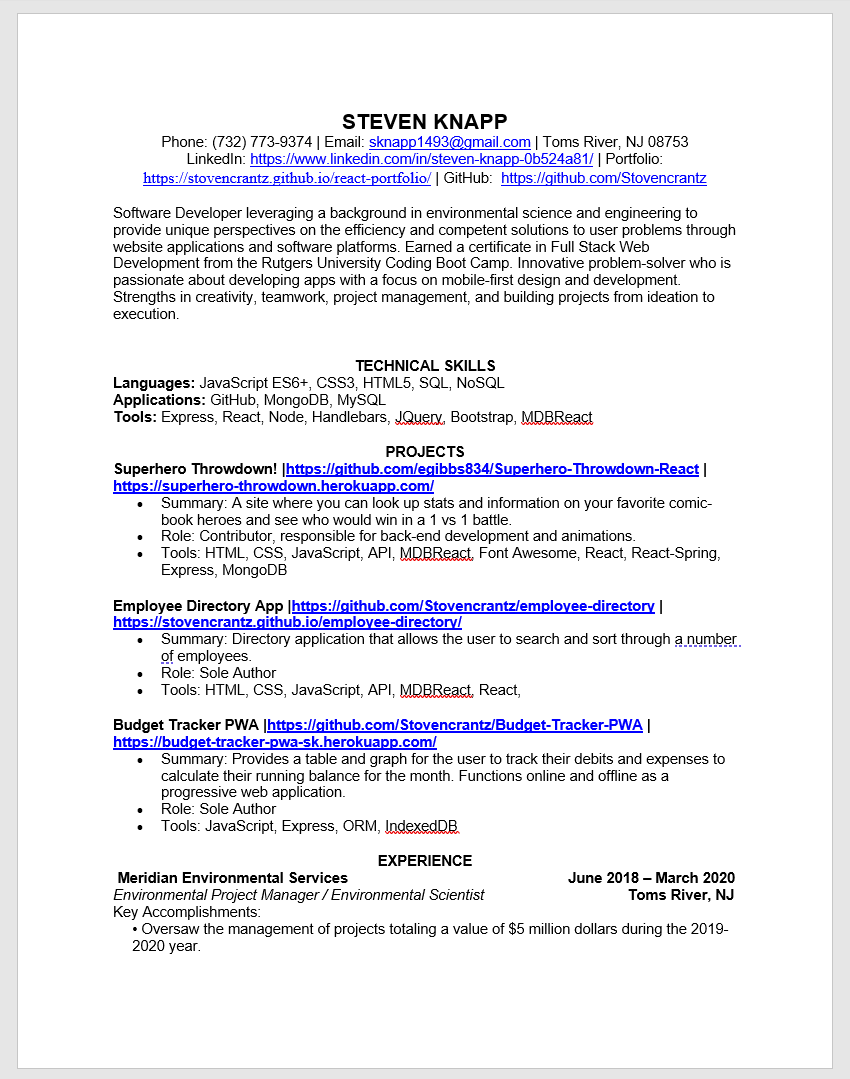 STEVEN KNAPP
Phone: (732) 773-9374 | Email: sknapp1493@gmail.com | Toms River, NJ 08753
LinkedIn: https://www.linkedin.com/in/steven-knapp-0b524a81/ | Portfolio:
https://stovencrantz.github.io/react-portfolio/ | GitHub:  https://github.com/Stovencrantz
Software Developer leveraging a background in environmental science and engineering to
provide unique perspectives on the efficiency and competent solutions to user problems through
website applications and software platforms. Earned a certificate in Full Stack Web
Development from the Rutgers University Coding Boot Camp. Innovative problem-solver who is
passionate about developing apps with a focus on mobile-first design and development.
Strengths in creativity, teamwork, project management, and building projects from ideation to
execution.
TECHNICAL SKILLS
Languages: JavaScript ES6+, CSS3, HTML5, SQL, NoSQL
Applications: GitHub, MongoDB, MySQL
Tools: Express, React, Node, Handlebars, JQuery, Bootstrap, MDBReact
PROJECTS
Superhero Throwdown! |https://github.com/egibbs834/Superhero-Throwdown-React |
https://superhero-throwdown.herokuapp.com/
• Summary: A site where you can look up stats and information on your favorite comic-
book heroes and see who would win in a 1 vs 1 battle.
• Role: Contributor, responsible for back-end development and animations.
• Tools: HTML, CSS, JavaScript, API, MDBReact, Font Awesome, React, React-Spring,
Express, MongoDB
Employee Directory App |https://github.com/Stovencrantz/employee-directory |
https://stovencrantz.github.io/employee-directory/
• Summary: Directory application that allows the user to search and sort through a number
of employees.
• Role: Sole Author
• Tools: HTML, CSS, JavaScript, API, MDBReact, React,
Budget Tracker PWA |https://github.com/Stovencrantz/Budget-Tracker-PWA |
https://budget-tracker-pwa-sk.herokuapp.com/
• Summary: Provides a table and graph for the user to track their debits and expenses to
calculate their running balance for the month. Functions online and offline as a
progressive web application.
• Role: Sole Author
• Tools: JavaScript, Express, ORM, IndexedDB
EXPERIENCE
Meridian Environmental Services June 2018 – March 2020
Environmental Project Manager / Environmental Scientist Toms River, NJ
Key Accomplishments:
• Oversaw the management of projects totaling a value of $5 million dollars during the 2019-
2020 year.